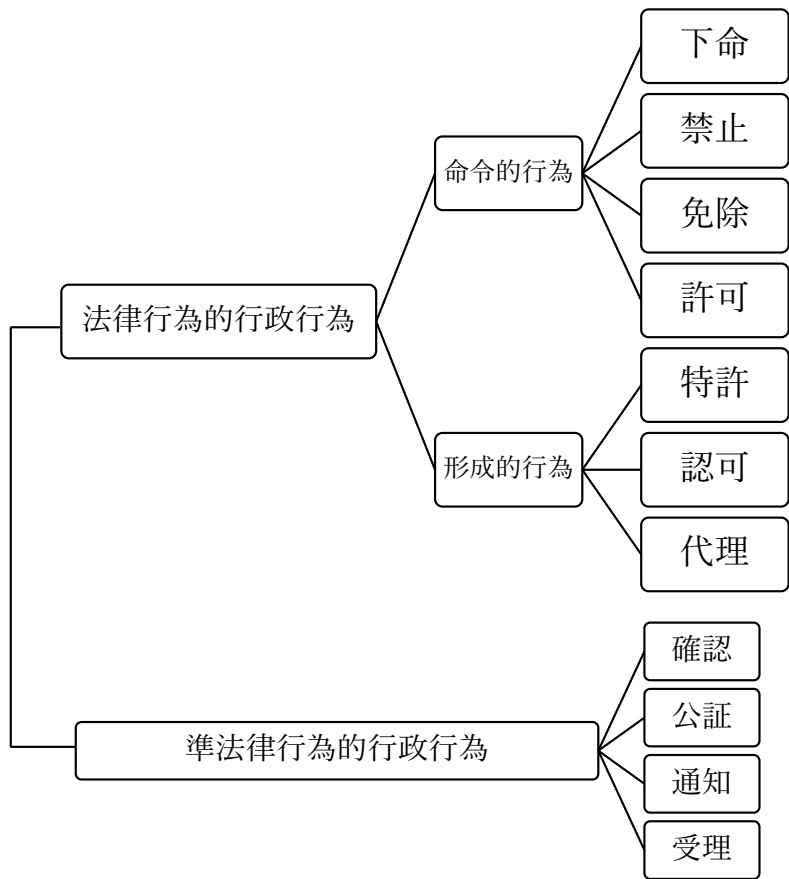 下命
禁止
命令的行為
免除
許可
法律行為的行政行為
特許
形成的行為
認可
代理
確認
公証
準法律行為的行政行為
通知
受理